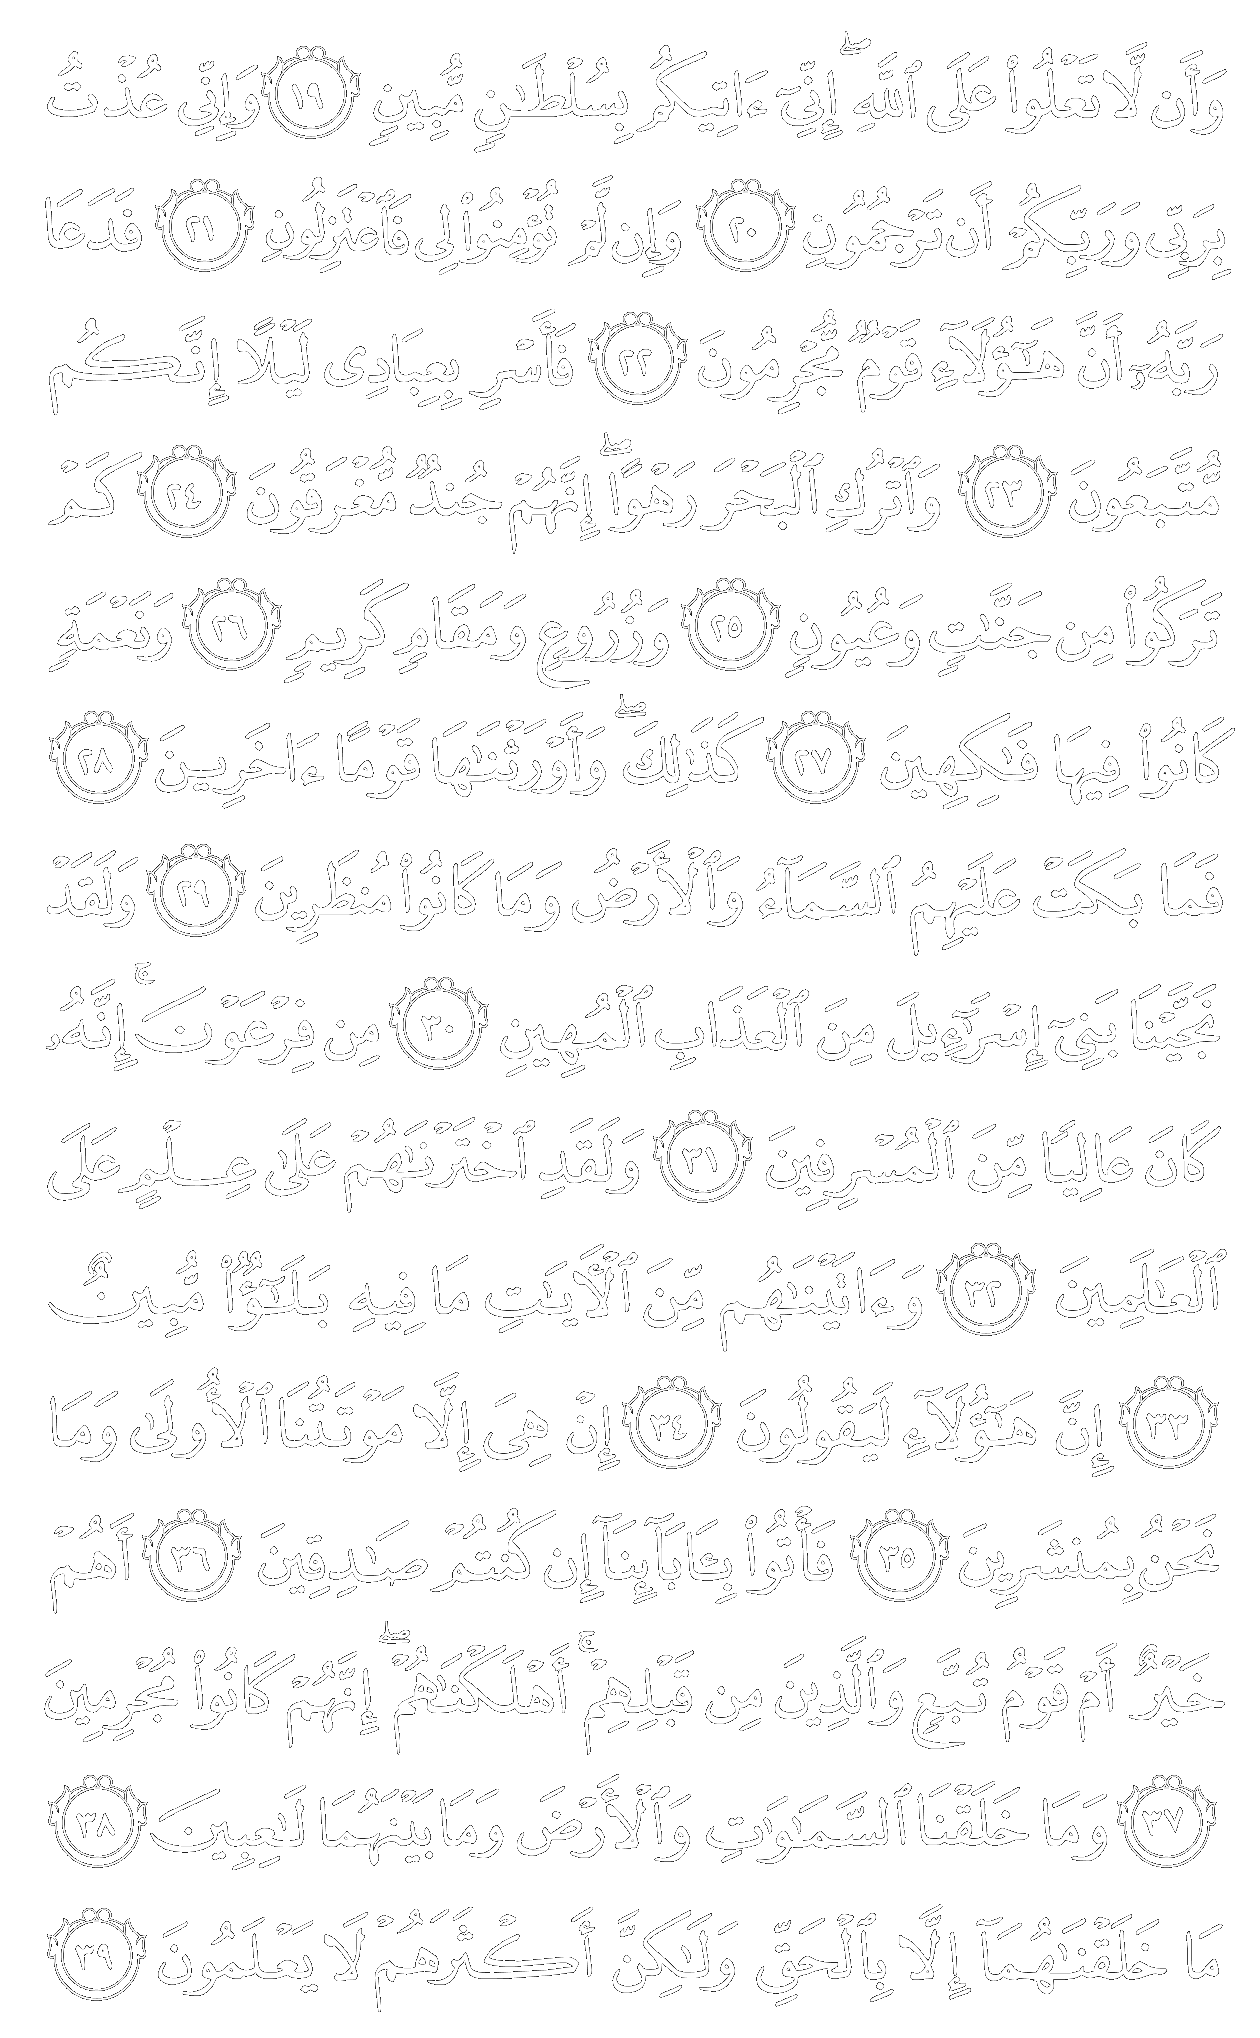 وَأَن لَّا تَعْلُوا۟ عَلَى ٱللَّهِ ۖ إِنِّىٓ ءَاتِيكُم بِسُلْطَـٰنٍ مُّبِينٍ ١٩ وَإِنِّى عُذْتُ
بِرَبِّى وَرَبِّكُمْ أَن تَرْجُمُونِ ٢٠ وَإِن لَّمْ تُؤْمِنُوا۟ لِى فَٱعْتَزِلُونِ ٢١ فَدَعَا
رَبَّهُۥٓ أَنَّ هَـٰٓؤُلَآءِ قَوْمٌ مُّجْرِمُونَ ٢٢ فَأَسْرِ بِعِبَادِى لَيْلًا إِنَّكُم
مُّتَّبَعُونَ ٢٣ وَٱتْرُكِ ٱلْبَحْرَ رَهْوًا ۖ إِنَّهُمْ جُندٌ مُّغْرَقُونَ ٢٤ كَمْ
تَرَكُوا۟ مِن جَنَّـٰتٍ وَعُيُونٍ ٢٥ وَزُرُوعٍ وَمَقَامٍ كَرِيمٍ ٢٦ وَنَعْمَةٍ
كَانُوا۟ فِيهَا فَـٰكِهِينَ ٢٧ كَذَٰلِكَ ۖ وَأَوْرَثْنَـٰهَا قَوْمًا ءَاخَرِينَ ٢٨
فَمَا بَكَتْ عَلَيْهِمُ ٱلسَّمَآءُ وَٱلْأَرْضُ وَمَا كَانُوا۟ مُنظَرِينَ ٢٩ وَلَقَدْ
نَجَّيْنَا بَنِىٓ إِسْرَٰٓءِيلَ مِنَ ٱلْعَذَابِ ٱلْمُهِينِ ٣٠ مِن فِرْعَوْنَ ۚ إِنَّهُۥ
كَانَ عَالِيًا مِّنَ ٱلْمُسْرِفِينَ ٣١ وَلَقَدِ ٱخْتَرْنَـٰهُمْ عَلَىٰ عِلْمٍ عَلَى
ٱلْعَـٰلَمِينَ ٣٢ وَءَاتَيْنَـٰهُم مِّنَ ٱلْـَٔايَـٰتِ مَا فِيهِ بَلَـٰٓؤٌا۟ مُّبِينٌ
٣٣ إِنَّ هَـٰٓؤُلَآءِ لَيَقُولُونَ ٣٤ إِنْ هِىَ إِلَّا مَوْتَتُنَا ٱلْأُولَىٰ وَمَا
نَحْنُ بِمُنشَرِينَ ٣٥ فَأْتُوا۟ بِـَٔابَآئِنَآ إِن كُنتُمْ صَـٰدِقِينَ ٣٦ أَهُمْ
خَيْرٌ أَمْ قَوْمُ تُبَّعٍ وَٱلَّذِينَ مِن قَبْلِهِمْ ۚ أَهْلَكْنَـٰهُمْ ۖ إِنَّهُمْ كَانُوا۟ مُجْرِمِينَ
٣٧ وَمَا خَلَقْنَا ٱلسَّمَـٰوَٰتِ وَٱلْأَرْضَ وَمَا بَيْنَهُمَا لَـٰعِبِينَ ٣٨
مَا خَلَقْنَـٰهُمَآ إِلَّا بِٱلْحَقِّ وَلَـٰكِنَّ أَكْثَرَهُمْ لَا يَعْلَمُونَ ٣٩